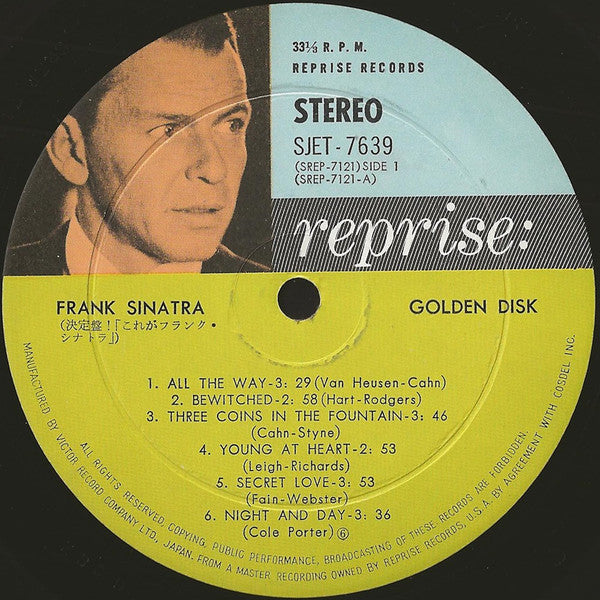 33⅓ R. P. M.
REPRISE RECORDS
STEREO
SJET-7639
(SREP-7121) SIDE 1
(SREP-7121-A)
reprise:
FRANK SINATRA
(決定盤！「これがフランク・
シナトラ」)
GOLDEN DISK
1. ALL THE WAY-3: 29 (Van Heusen-Cahn)
2. BEWITCHED-2: 58 (Hart-Rodgers)
3. THREE COINS IN THE FOUNTAIN-3: 46
(Cahn-Styne)
4. YOUNG AT HEART-2: 53
(Leigh-Richards)
5. SECRET LOVE-3: 53
(Fain-Webster)
6. NIGHT AND DAY-3: 36
(Cole Porter) ⑥
MANUFACTURED BY VICTOR RECORD COMPANY LTD., JAPAN. FROM A MASTER RECORDING OWNED BY REPRISE RECORDS, U.S.A. BY AGREEMENT WITH COSDEL INC.
ALL RIGHTS RESERVED, COPYING, PUBLIC PERFORMANCE, BROADCASTING OF THESE RECORDS ARE FORBIDDEN.